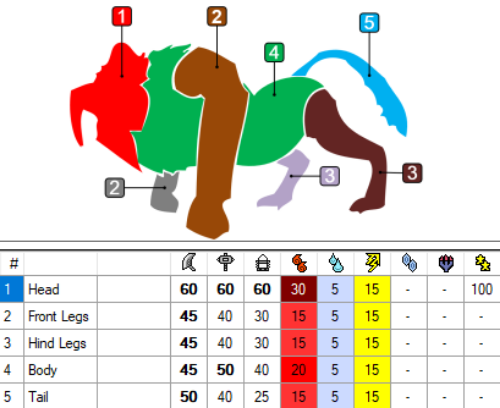 1
2
5
4
2
3
3
#
1 Head 60 60 60 30 5 15 - - 100
2 Front Legs 45 40 30 15 5 15 - - -
3 Hind Legs 45 40 30 15 5 15 - - -
4 Body 45 50 40 20 5 15 - - -
5 Tail 50 40 25 15 5 15 - - -